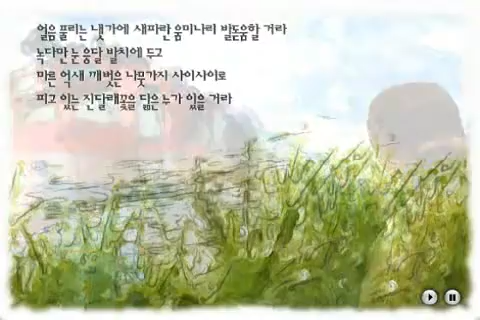 얼음 풀리는 냇가에 새파란 움미나리 발돋움할 거라
녹다만 눈 응달 발치에 두고
마른 억새 께벗은 나뭇가지 사이사이로
피고 있는 진달래꽃을 닮은 누가 있을 거라